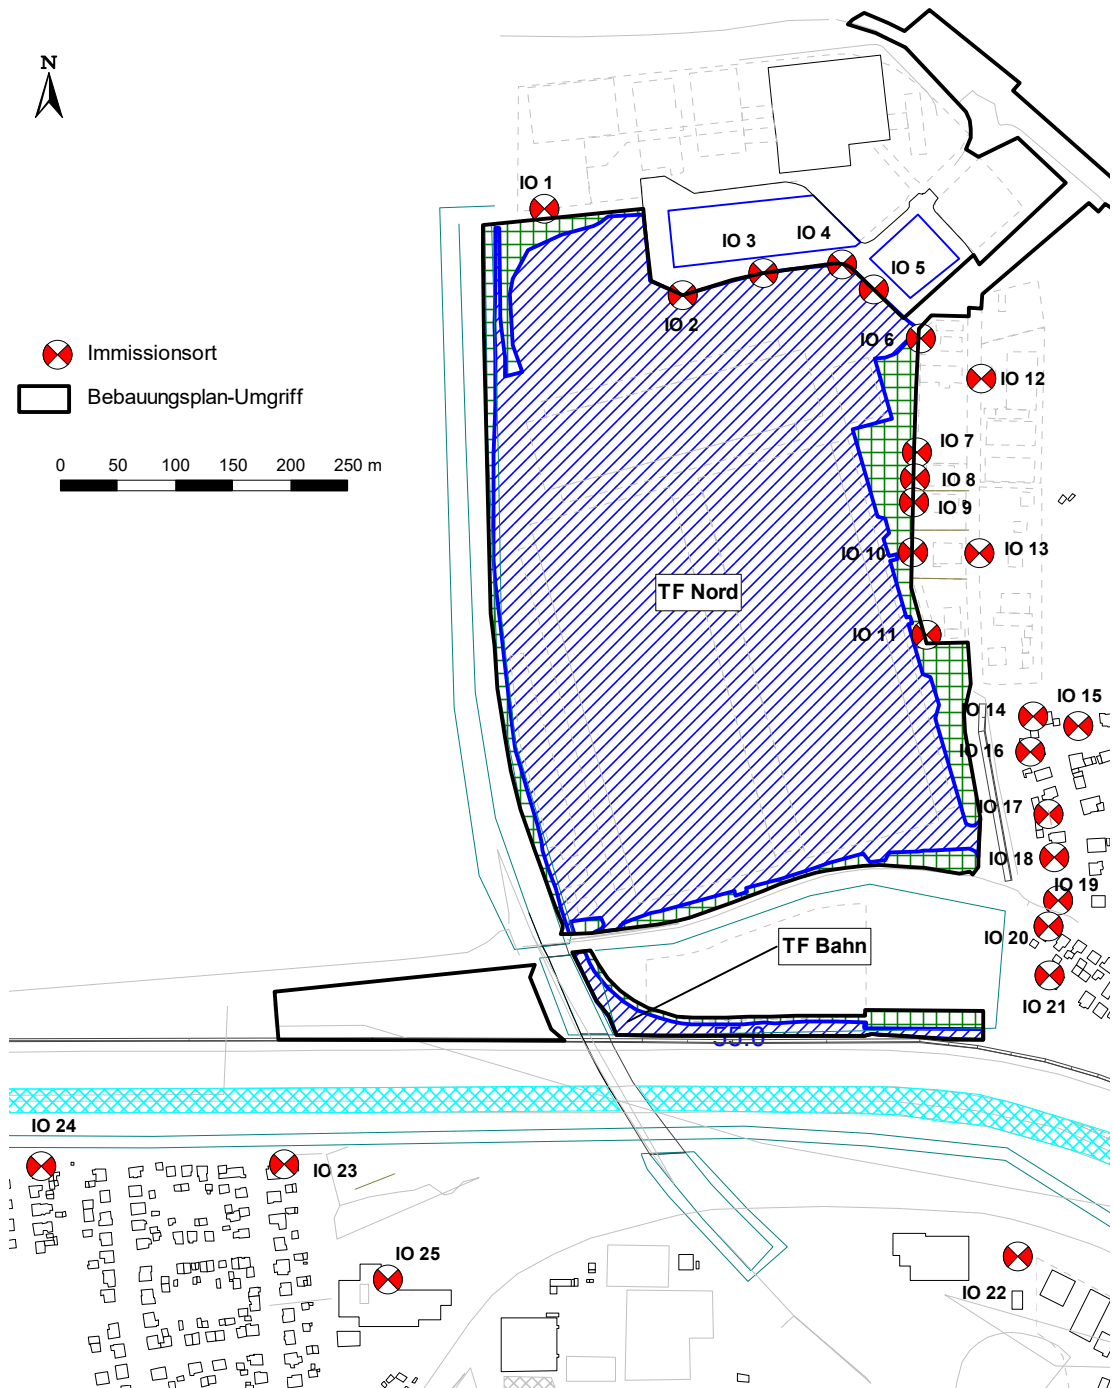 N
IO 1
IO 3
IO 4
IO 5
IO 2
IO 6
Immissionsort
IO 12
Bebauungsplan-Umgriff
IO 7
0 50 100 150 200 250 m
IO 8
IO 9
IO 10
IO 13
TF Nord
IO 11
IO 14
IO 15
IO 16
IO 17
IO 18
IO 19
IO 20
TF Bahn
IO 21
55.0
IO 24
IO 23
IO 25
IO 22